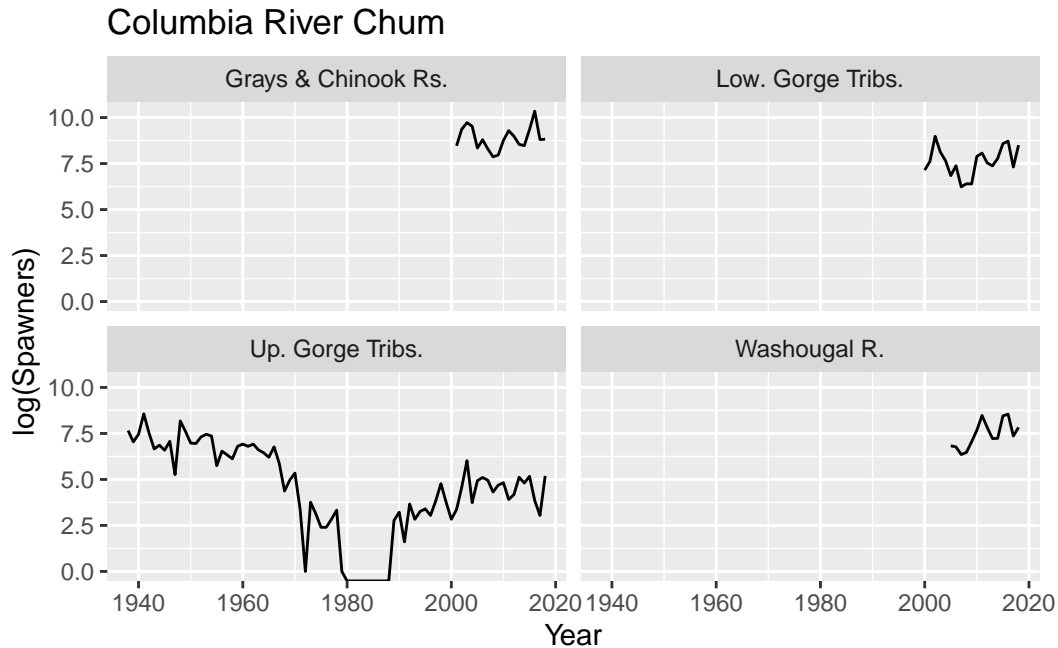 Columbia River Chum
Grays & Chinook Rs.
Low. Gorge Tribs.
10.0
7.5
5.0
2.5
0.0
Up. Gorge Tribs.
Washougal R.
10.0
7.5
5.0
2.5
0.0
log(Spawners)
1940 1960 1980 2000 2020 1940 1960 1980 2000 2020
Year